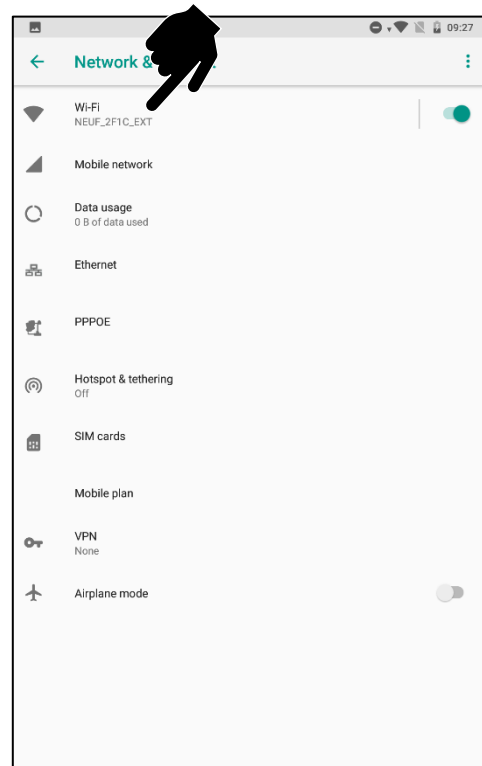 09:27
Network &
Wi-Fi
NEUF_2F1C_EXT
Mobile network
Data usage
0 B of data used
Ethernet
PPPOE
Hotspot & tethering
Off
SIM cards
Mobile plan
VPN
None
Airplane mode